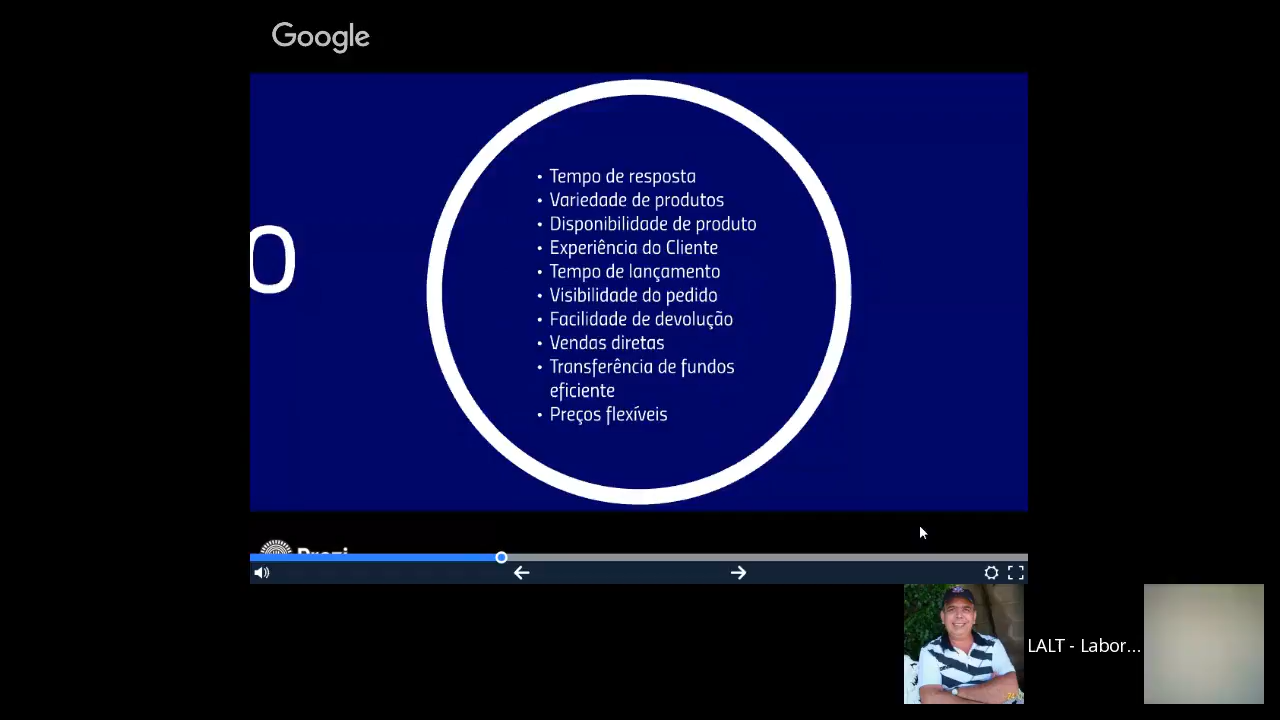 Google
O
• Tempo de resposta
• Variedade de produtos
• Disponibilidade de produto
• Experiência do Cliente
• Tempo de lançamento
• Visibilidade do pedido
• Facilidade de devolução
• Vendas diretas
• Transferência de fundos
eficiente
• Preços flexíveis
Prezi
LALT - Labor...